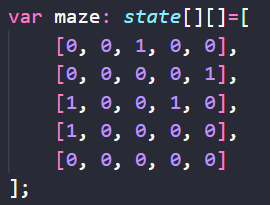 var maze: state[][]=[
    [0, 0, 1, 0, 0],
    [0, 0, 0, 0, 1],
    [1, 0, 0, 1, 0],
    [1, 0, 0, 0, 0],
    [0, 0, 0, 0, 0]
];